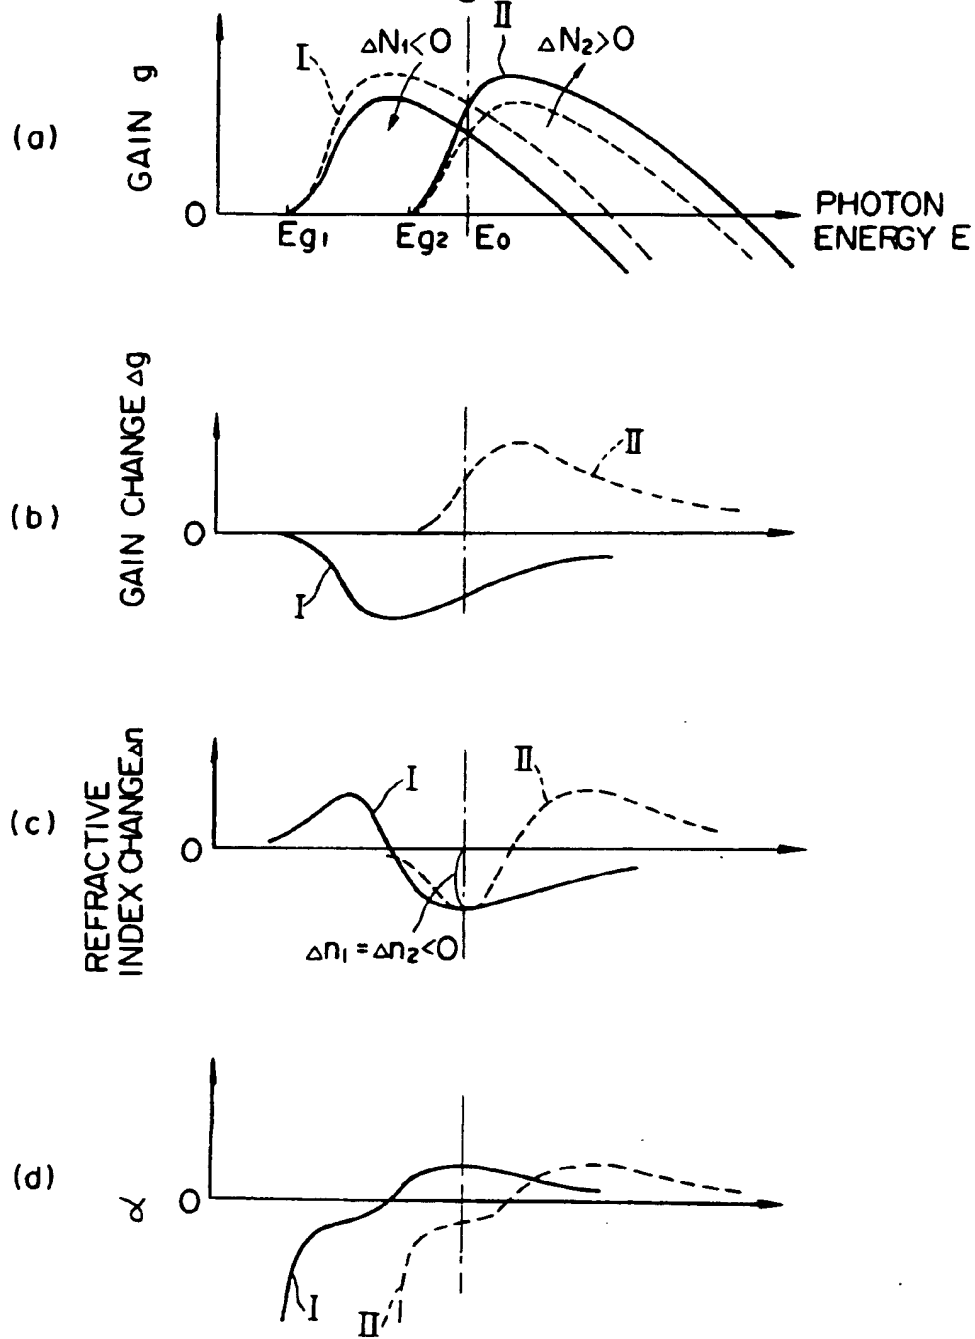 (a)
GAIN g
I
ΔN₁<0
II
ΔN₂>0
0
Eg₁
Eg₂
E₀
PHOTON
ENERGY E
(b)
GAIN CHANGE Δg
0
II
I
(c)
REFRACTIVE
INDEX CHANGE Δn
0
I
II
Δn₁=Δn₂<0
(d)
α
0
I
II